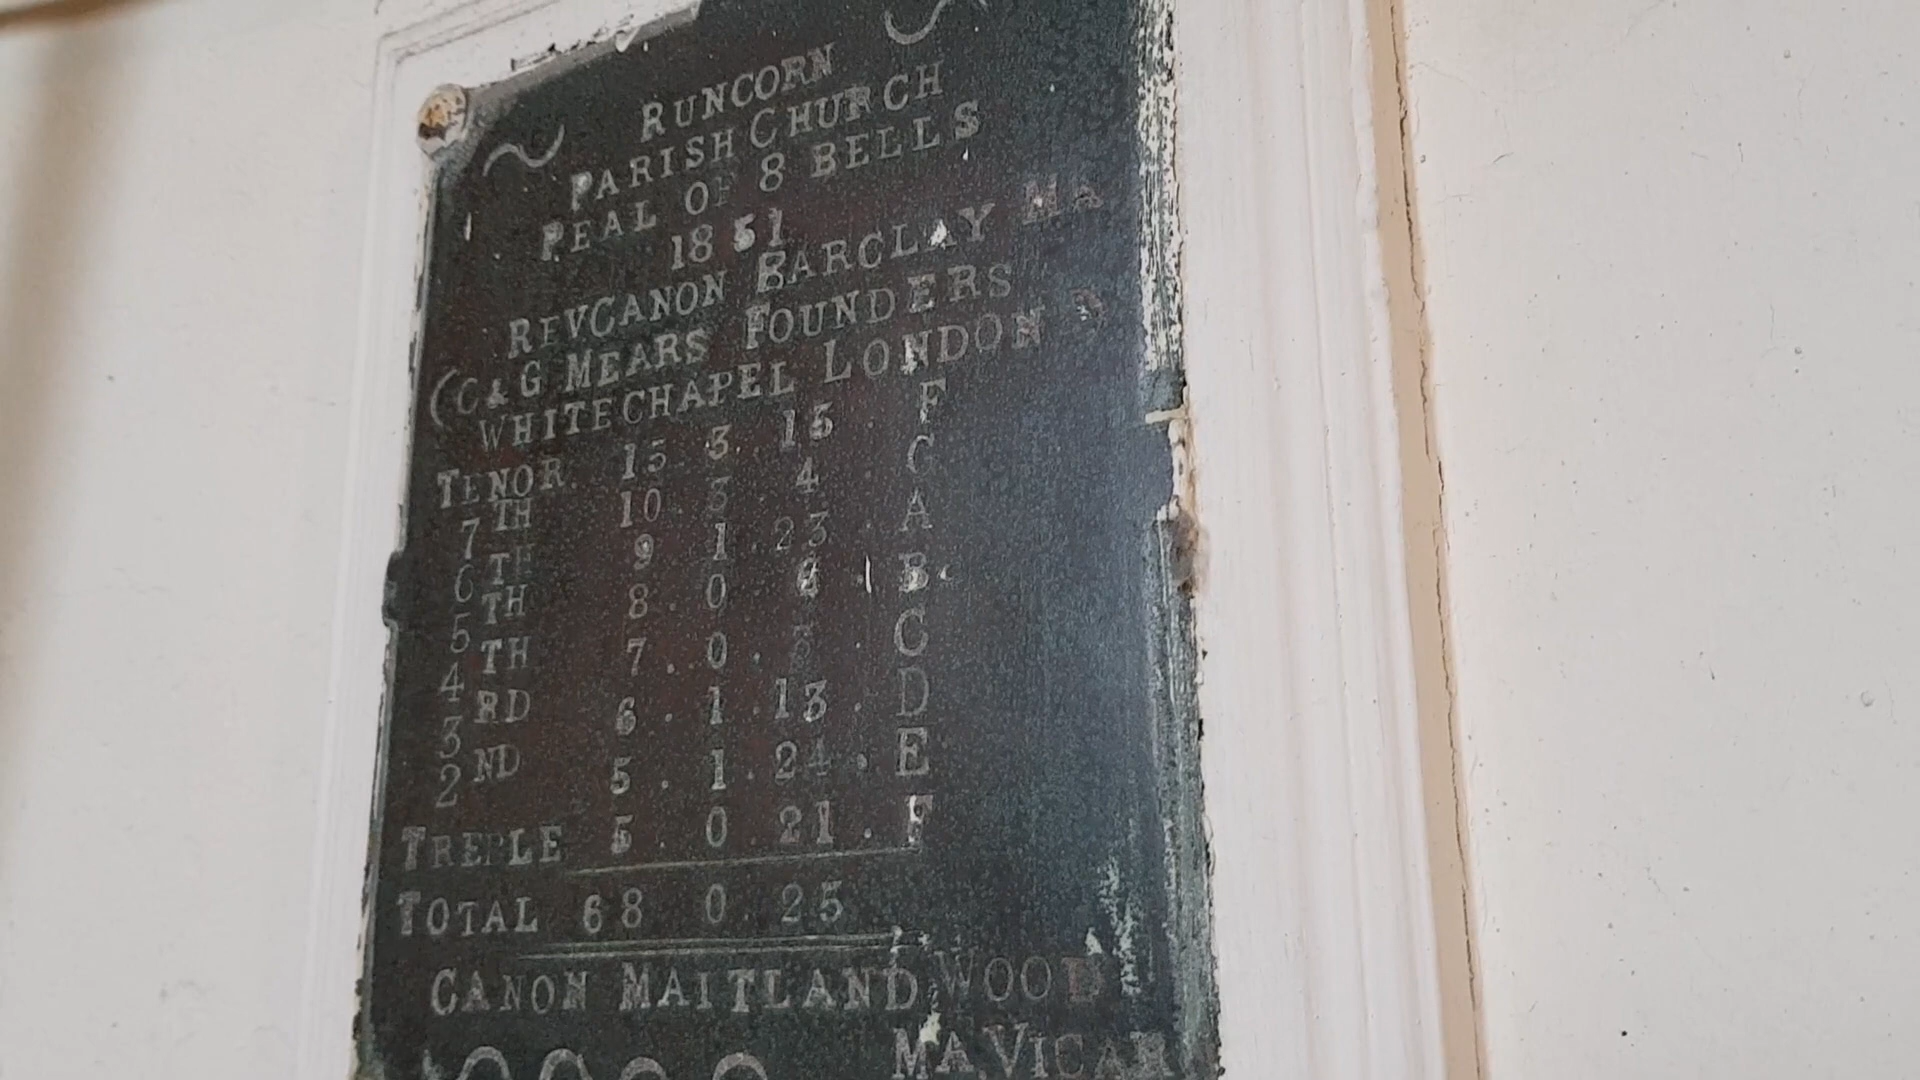 RUNCORN
PARISH CHURCH
PEAL OF 8 BELLS
1851
REV CANON BARCLAY MA
(C & G MEARS FOUNDERS
WHITECHAPEL LONDON )
TENOR. 15 . 3 . 15 . F
7TH 10 . 3 . 4 . C
6TH 9 . 1 . 23 . A
5TH 8 . 0 . 6 . B
4TH 7 . 0 . 3 . C
3RD 6 . 1 . 13 . D
2ND 5 . 1 . 24 . E
TREBLE 5 . 0 . 21 . F
TOTAL 68 . 0 . 25
CANON MAITLAND WOOD
MA. VICAR